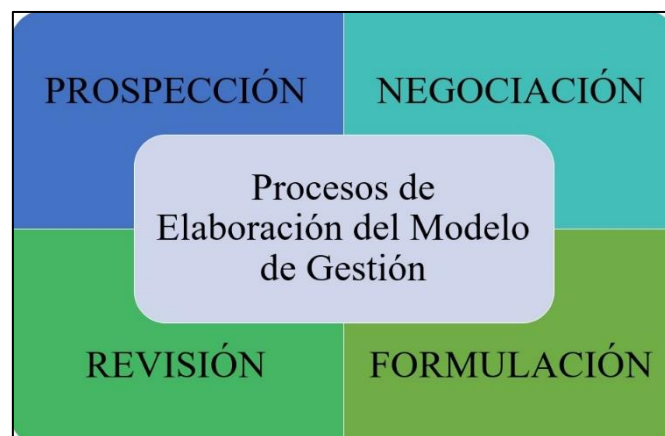 PROSPECCIÓN
NEGOCIACIÓN
Procesos de
Elaboración del Modelo
de Gestión
REVISIÓN
FORMULACIÓN